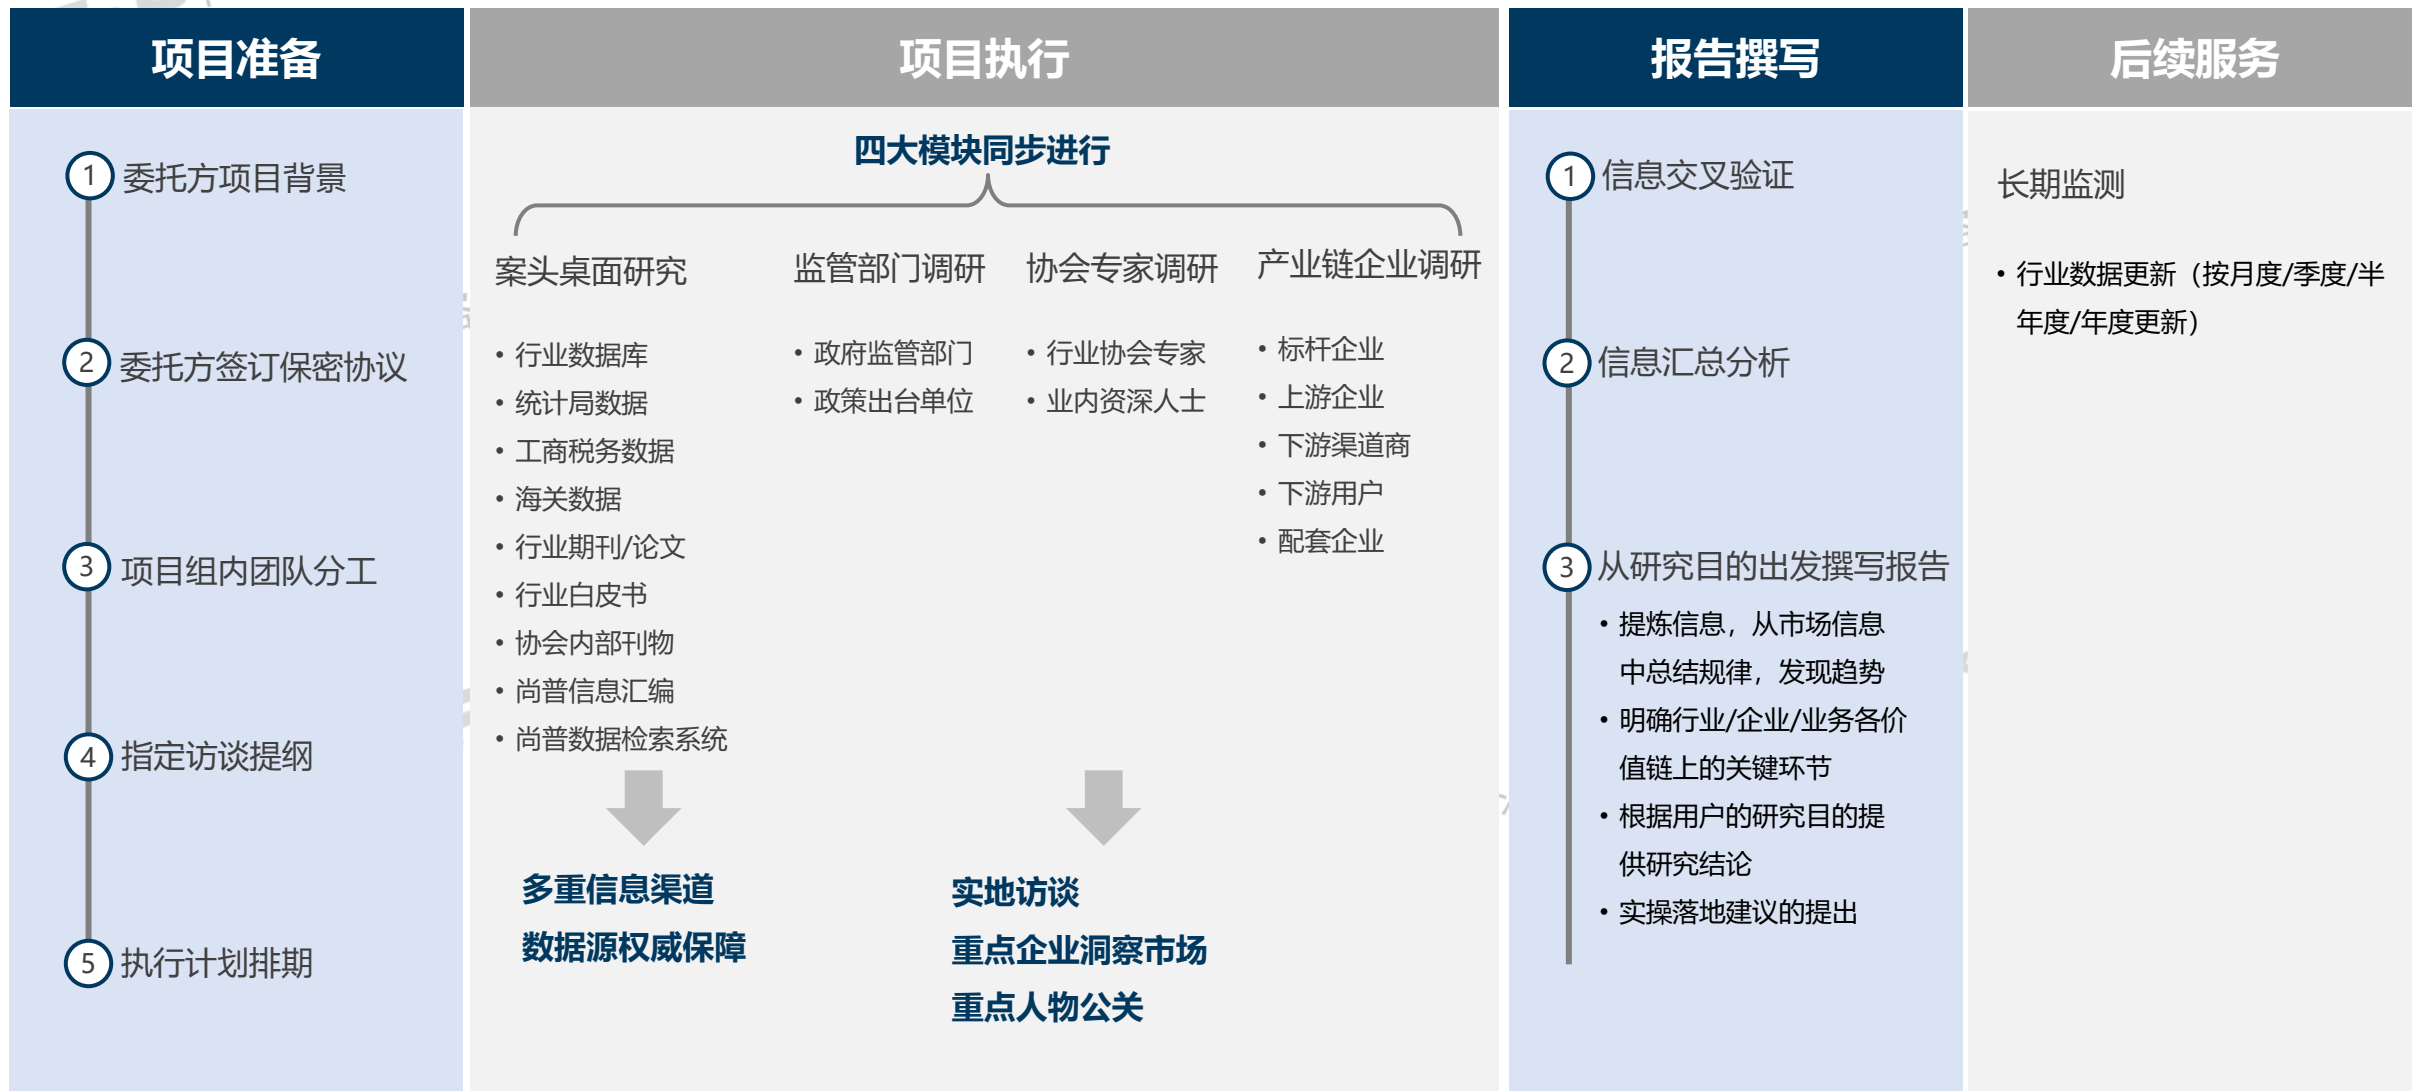 项目准备
1 委托方项目背景
2 委托方签订保密协议
3 项目组内团队分工
4 指定访谈提纲
5 执行计划排期
项目执行
四大模块同步进行
案头桌面研究
• 行业数据库
• 统计局数据
• 工商税务数据
• 海关数据
• 行业期刊/论文
• 行业白皮书
• 协会内部刊物
• 尚普信息汇编
• 尚普数据检索系统
监管部门调研
• 政府监管部门
• 政策出台单位
协会专家调研
• 行业协会专家
• 业内资深人士
产业链企业调研
• 标杆企业
• 上游企业
• 下游渠道商
• 下游用户
• 配套企业
多重信息渠道
数据源权威保障
实地访谈
重点企业洞察市场
重点人物公关
报告撰写
1 信息交叉验证
2 信息汇总分析
3 从研究目的出发撰写报告
• 提炼信息，从市场信息
中总结规律，发现趋势
• 明确行业/企业/业务各价
值链上的关键环节
• 根据用户的研究目的提
供研究结论
• 实操落地建议的提出
后续服务
长期监测
• 行业数据更新（按月度/季度/半
年度/年度更新）